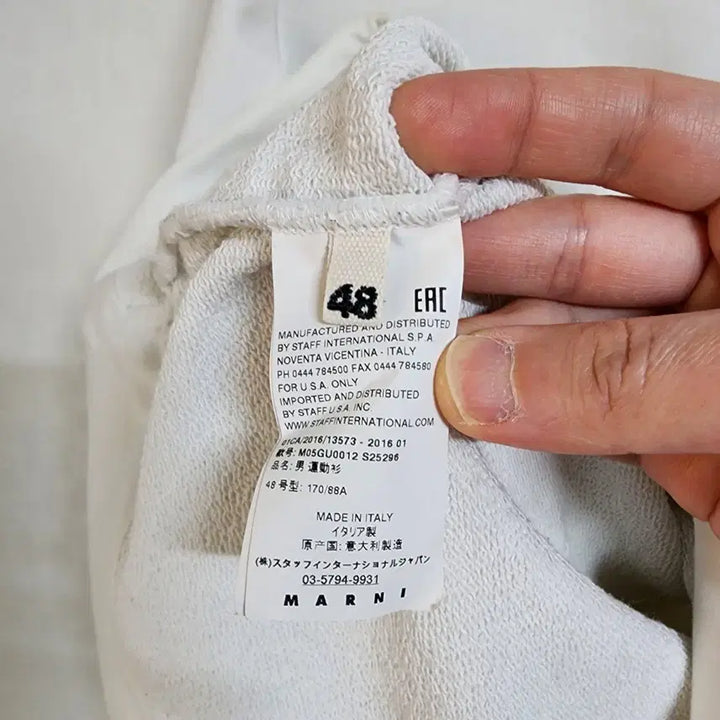 48
EAC
MANUFACTURED AND DISTRIBUTED
BY STAFF INTERNATIONAL S.P.A.
NOVENTA VICENTINA - ITALY
PH 0444 784500 FAX 0444 784580
FOR U.S.A. ONLY
IMPORTED AND DISTRIBUTED
BY STAFF U.S.A. INC.
WWW.STAFFINTERNATIONAL.COM
01CA/2016/13573 - 2016 01
款号: M05GU0012 S25296
品名: 男 運動衫
48 号型: 170/88A
MADE IN ITALY
イタリア製
原产国: 意大利製造
(株)スタッフインターナショナルジャパン
03-5794-9931
MARNI